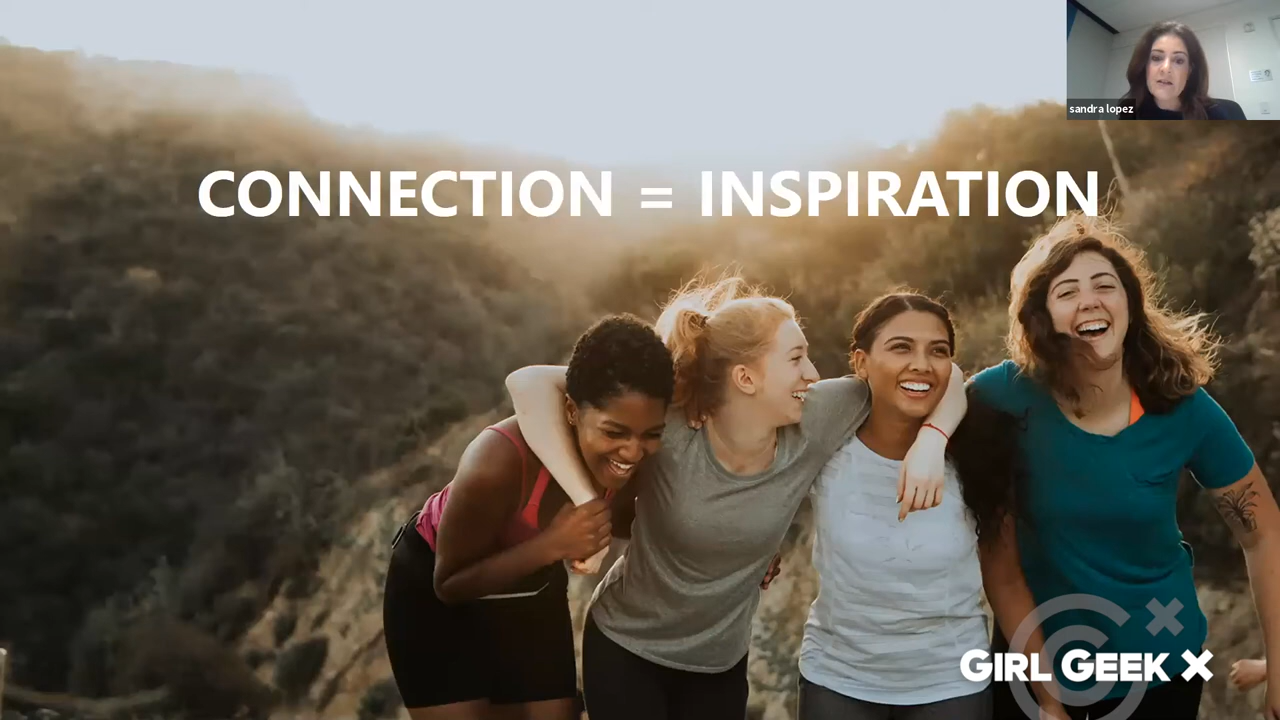 sandra lopez
CONNECTION = INSPIRATION
GIRL GEEK X